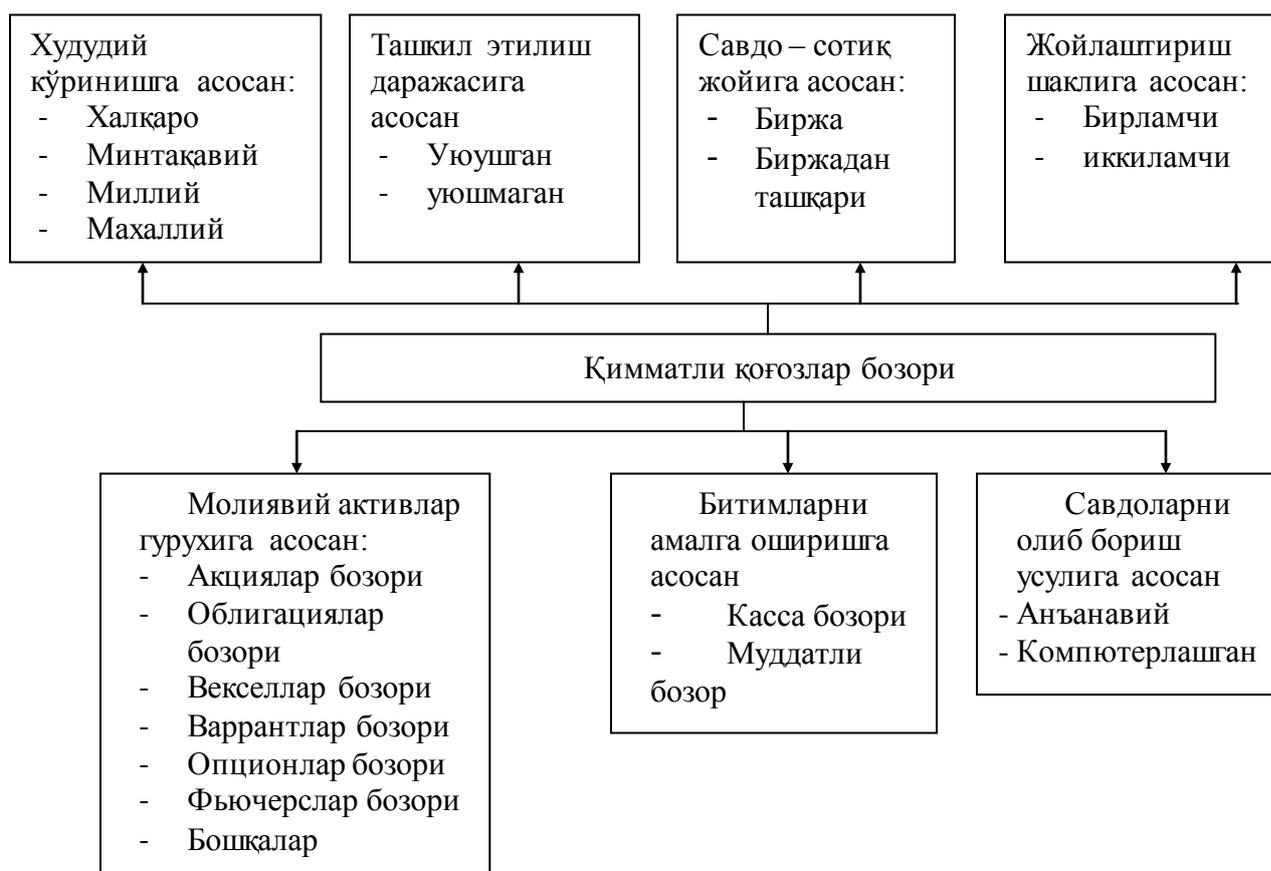 Худудий
кўринишга асосан:
- Халқаро
- Минтақавий
- Миллий
- Махаллий
Ташкил этилиш
даражасига
асосан
- Уюушган
- уюшмаган
Савдо – сотиқ
жойига асосан:
- Биржа
- Биржадан
ташқари
Жойлаштириш
шаклига асосан:
- Бирламчи
- иккиламчи
Қимматли қоғозлар бозори
Молиявий активлар
гурухига асосан:
- Акциялар бозори
- Облигациялар
бозори
- Векселлар бозори
- Варрантлар бозори
- Опционлар бозори
- Фьючерслар бозори
- Бошқалар
Битимларни
амалга оширишга
асосан
- Касса бозори
- Муддатли
бозор
Савдоларни
олиб бориш
усулига асосан
- Анъанавий
- Компютерлашган